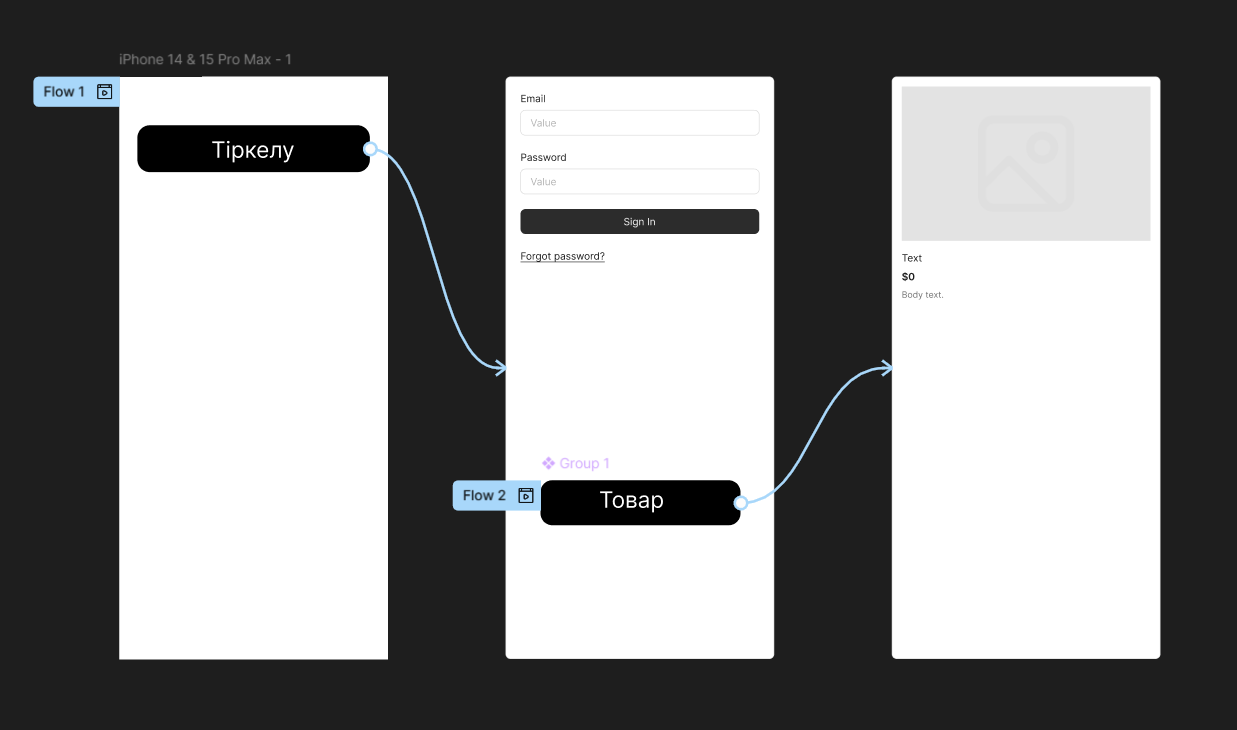 iPhone 14 & 15 Pro Max - 1
Flow 1
Тіркелу
Email
Value
Password
Value
Sign In
Forgot password?
Group 1
Flow 2
Товар
Text
$0
Body text.